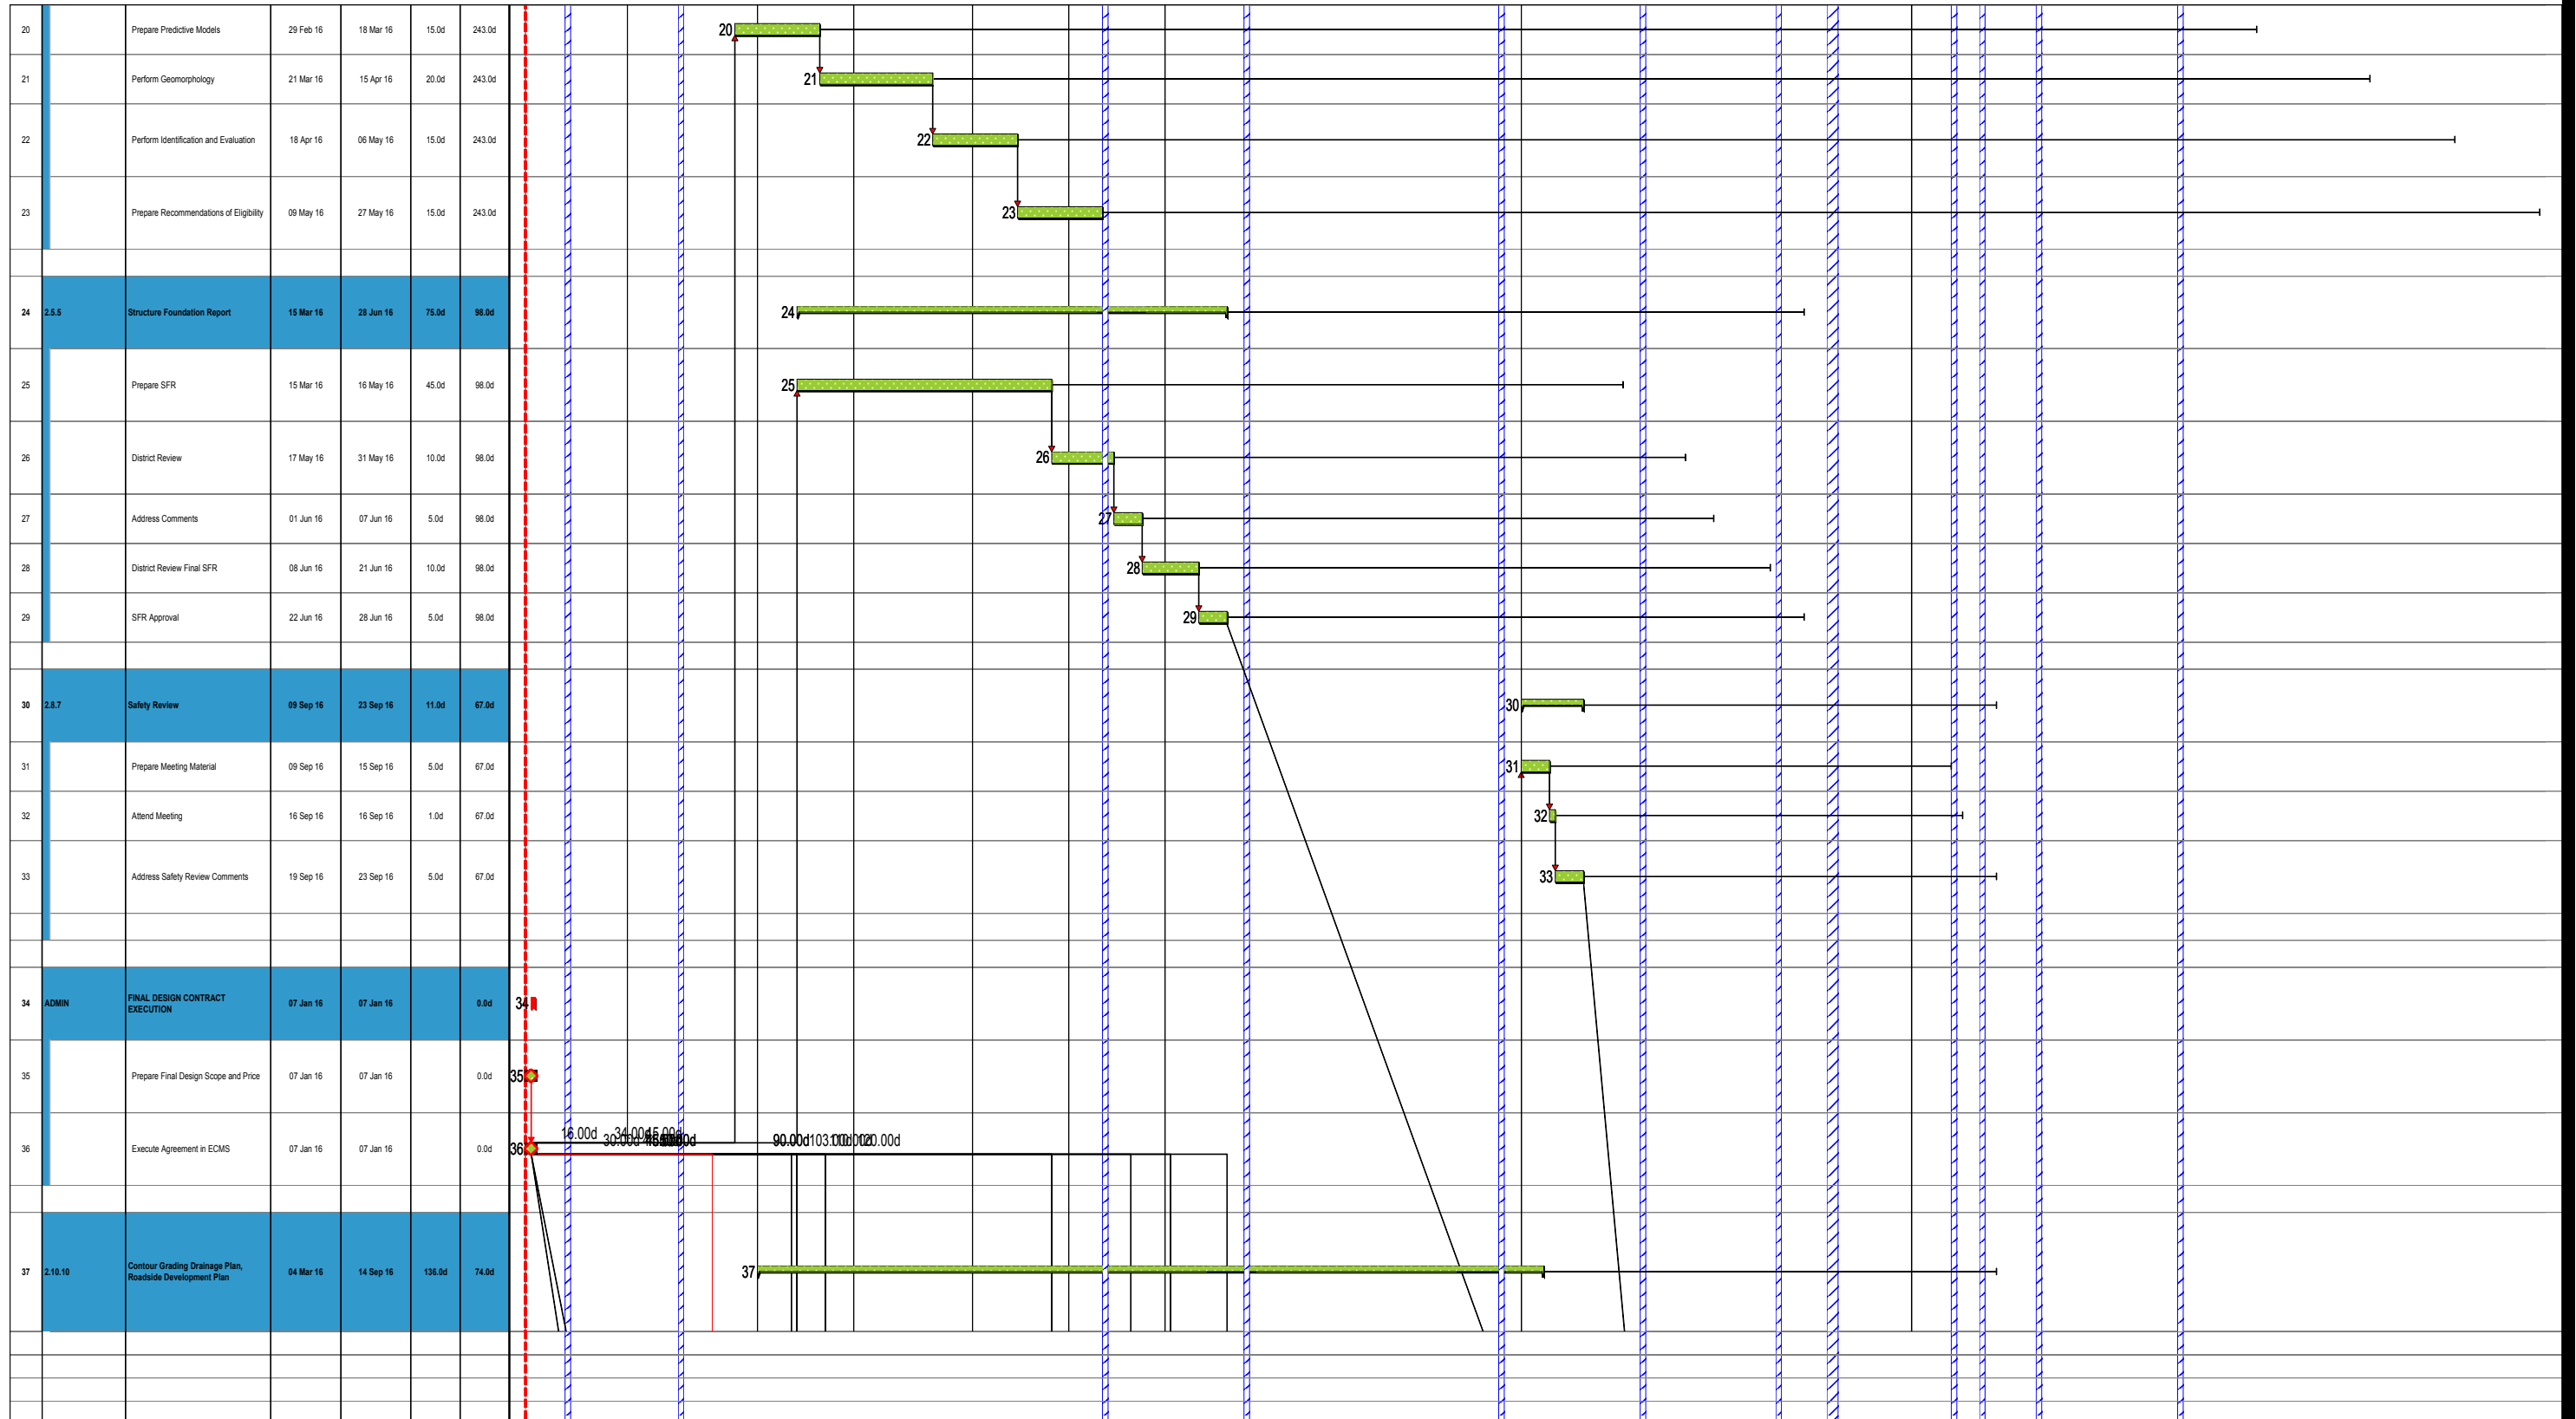 20 Prepare Predictive Models 29 Feb 16 18 Mar 16 15.0d 243.0d 20
21 Perform Geomorphology 21 Mar 16 15 Apr 16 20.0d 243.0d 21
22 Perform Identification and Evaluation 18 Apr 16 06 May 16 15.0d 243.0d 22
23 Prepare Recommendations of Eligibility 09 May 16 27 May 16 15.0d 243.0d 23
24 2.5.5 Structure Foundation Report 15 Mar 16 28 Jun 16 75.0d 98.0d 24
25 Prepare SFR 15 Mar 16 16 May 16 45.0d 98.0d 25
26 District Review 17 May 16 31 May 16 10.0d 98.0d 26
27 Address Comments 01 Jun 16 07 Jun 16 5.0d 98.0d 27
28 District Review Final SFR 08 Jun 16 21 Jun 16 10.0d 98.0d 28
29 SFR Approval 22 Jun 16 28 Jun 16 5.0d 98.0d 29
30 2.8.7 Safety Review 09 Sep 16 23 Sep 16 11.0d 67.0d 30
31 Prepare Meeting Material 09 Sep 16 15 Sep 16 5.0d 67.0d 31
32 Attend Meeting 16 Sep 16 16 Sep 16 1.0d 67.0d 32
33 Address Safety Review Comments 19 Sep 16 23 Sep 16 5.0d 67.0d 33
34 ADMIN FINAL DESIGN CONTRACT
EXECUTION 07 Jan 16 07 Jan 16 0.0d 34
35 Prepare Final Design Scope and Price 07 Jan 16 07 Jan 16 0.0d 35
16.00d 34.00d 45.00d
36 Execute Agreement in ECMS 07 Jan 16 07 Jan 16 0.0d 36 30.00d 90.00d 103.00d 120.00d
37 2.10.10 Contour Grading Drainage Plan,
Roadside Development Plan 04 Mar 16 14 Sep 16 136.0d 74.0d 37